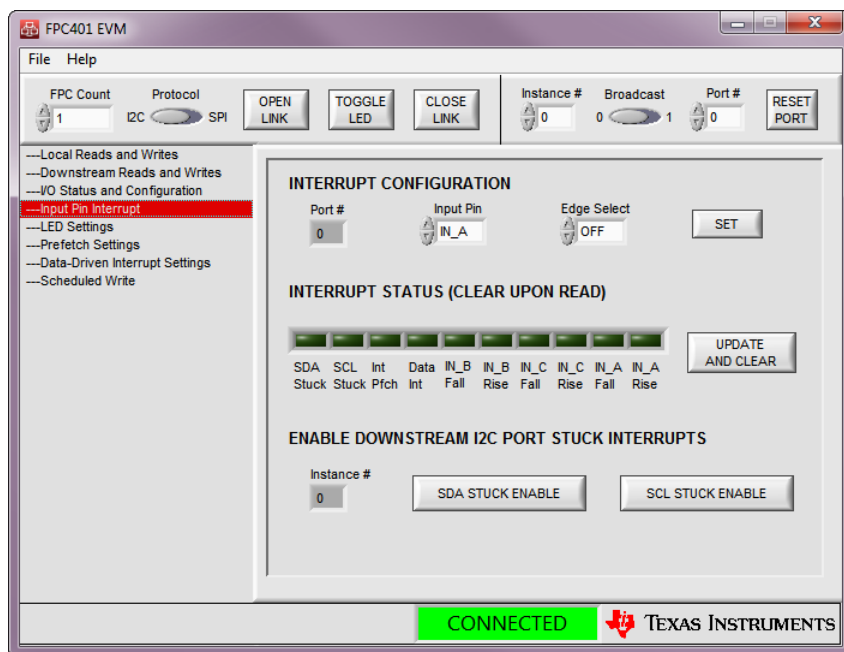 FPC401 EVM
File Help
FPC Count
1
Protocol
I2C SPI
OPEN
LINK
TOGGLE
LED
CLOSE
LINK
Instance #
0
Broadcast
0 1
Port #
0
RESET
PORT
---Local Reads and Writes
---Downstream Reads and Writes
---I/O Status and Configuration
---Input Pin Interrupt
---LED Settings
---Prefetch Settings
---Data-Driven Interrupt Settings
---Scheduled Write
INTERRUPT CONFIGURATION
Port #
0
Input Pin
IN_A
Edge Select
OFF
SET
INTERRUPT STATUS (CLEAR UPON READ)
SDA SCL Int Data IN_B IN_B IN_C IN_C IN_A IN_A
Stuck Stuck Pfch Int Fall Rise Fall Rise Fall Rise
UPDATE
AND CLEAR
ENABLE DOWNSTREAM I2C PORT STUCK INTERRUPTS
Instance #
0
SDA STUCK ENABLE
SCL STUCK ENABLE
CONNECTED
TEXAS INSTRUMENTS